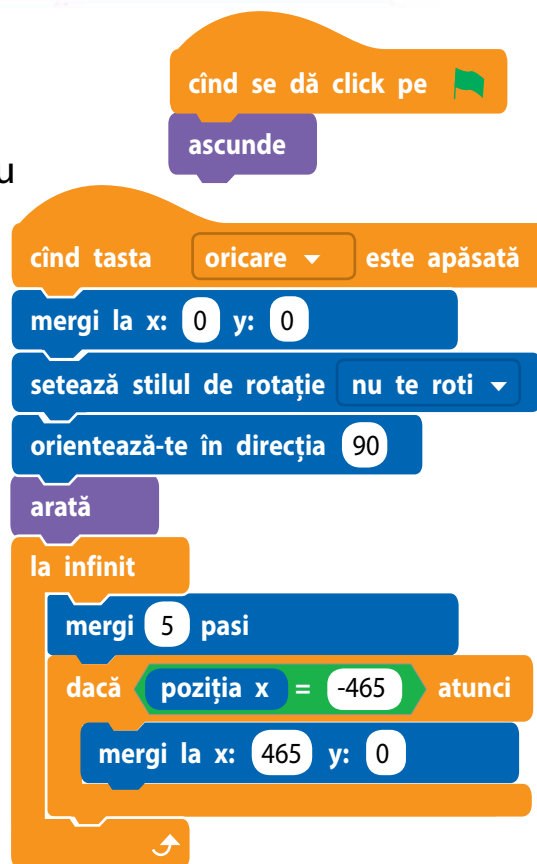 cînd se dă click pe
ascunde
u
cînd tasta oricare este apăsată
mergi la x: 0 y: 0
setează stilul de rotație nu te roti
orientează-te în direcția 90
arată
la infinit
mergi 5 pasi
dacă poziția x = -465 atunci
mergi la x: 465 y: 0